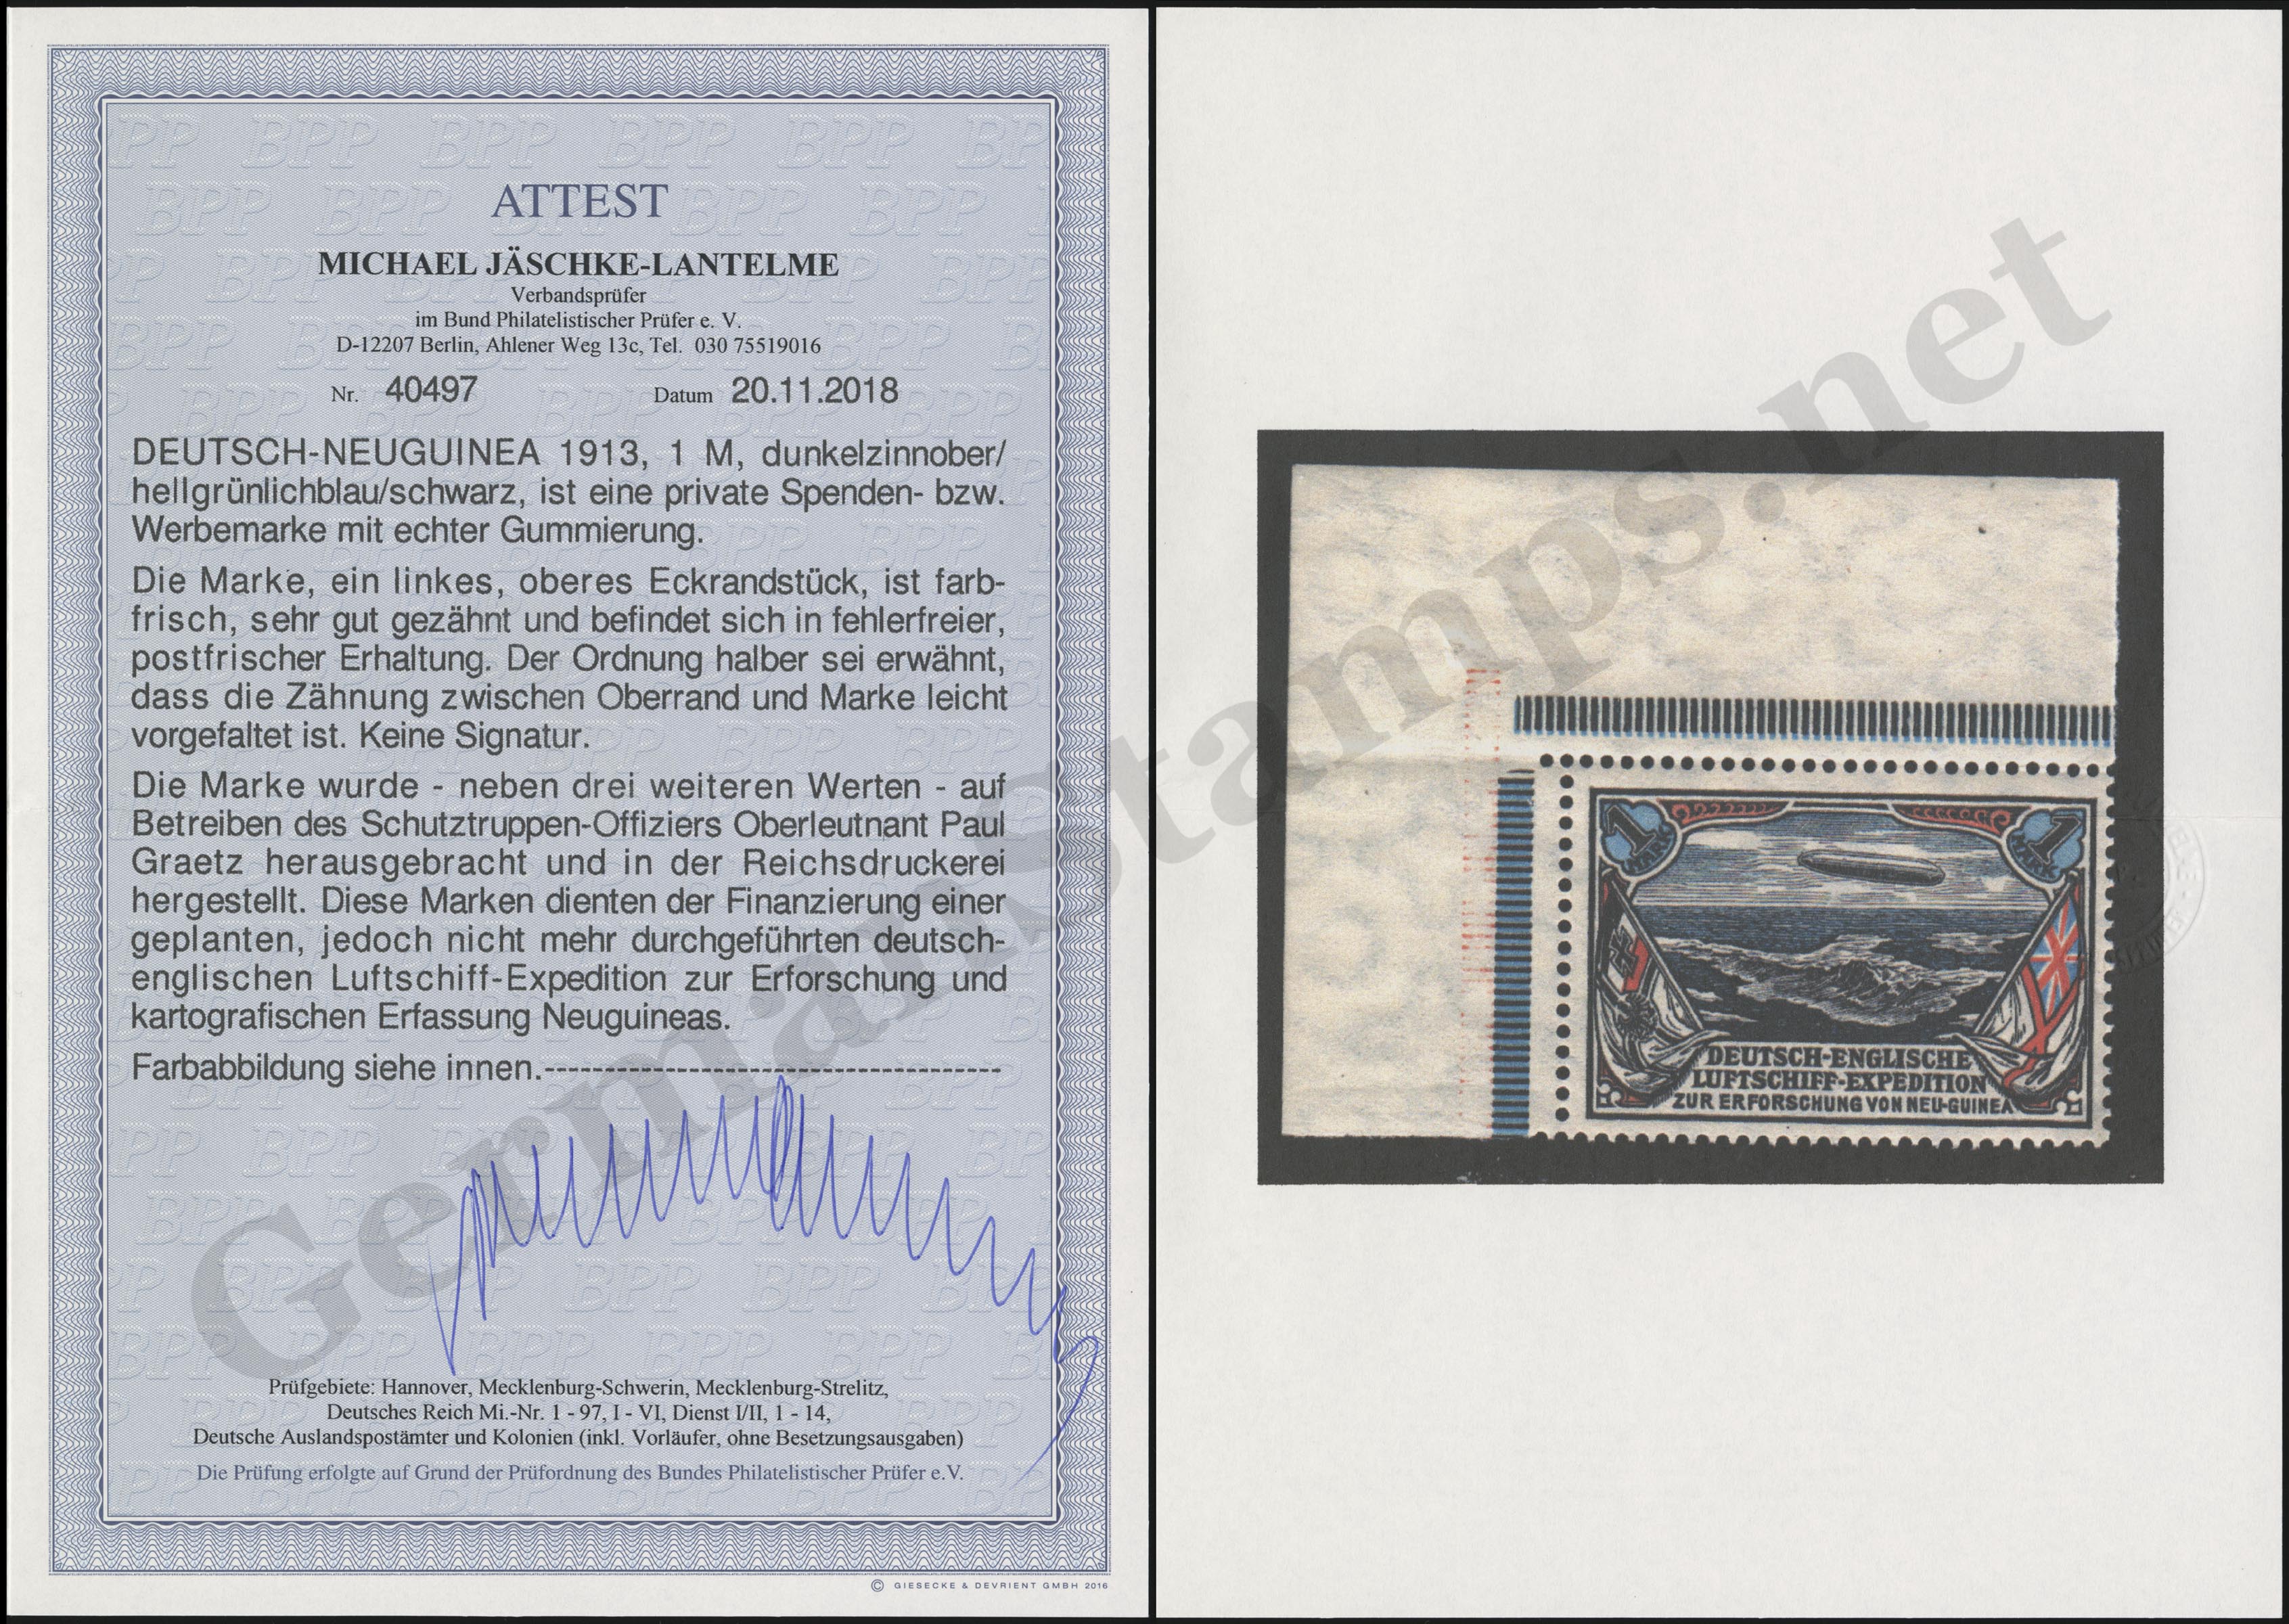 ATTEST
MICHAEL JÄSCHKE-LANTELME
Verbandsprüfer
im Bund Philatelistischer Prüfer e. V.
D-12207 Berlin, Ahlener Weg 13c, Tel. 030 75519016
Nr. 40497 Datum 20.11.2018
DEUTSCH-NEUGUINEA 1913, 1 M, dunkelzinnober/
hellgrünlichblau/schwarz, ist eine private Spenden- bzw.
Werbemarke mit echter Gummierung.
Die Marke, ein linkes, oberes Eckrandstück, ist farb-
frisch, sehr gut gezähnt und befindet sich in fehlerfreier,
postfrischer Erhaltung. Der Ordnung halber sei erwähnt,
dass die Zähnung zwischen Oberrand und Marke leicht
vorgefaltet ist. Keine Signatur.
Die Marke wurde - neben drei weiteren Werten - auf
Betreiben des Schutztruppen-Offiziers Oberleutnant Paul
Graetz herausgebracht und in der Reichsdruckerei
hergestellt. Diese Marken dienten der Finanzierung einer
geplanten, jedoch nicht mehr durchgeführten deutsch-
englischen Luftschiff-Expedition zur Erforschung und
kartografischen Erfassung Neuguineas.
Farbabbildung siehe innen.--------------------------------------
Prüfgebiete: Hannover, Mecklenburg-Schwerin, Mecklenburg-Strelitz,
Deutsches Reich Mi.-Nr. 1 - 97, I - VI, Dienst I/II, 1 - 14,
Deutsche Auslandspostämter und Kolonien (inkl. Vorläufer, ohne Besetzungsausgaben)
Die Prüfung erfolgte auf Grund der Prüfordnung des Bundes Philatelistischer Prüfer e.V.
© GIESECKE & DEVRIENT GMBH 2016
GermanStamps.net
1 MARK
1 MARK
DEUTSCH-ENGLISCHE
LUFTSCHIFF-EXPEDITION
ZUR ERFORSCHUNG VON NEU-GUINEA